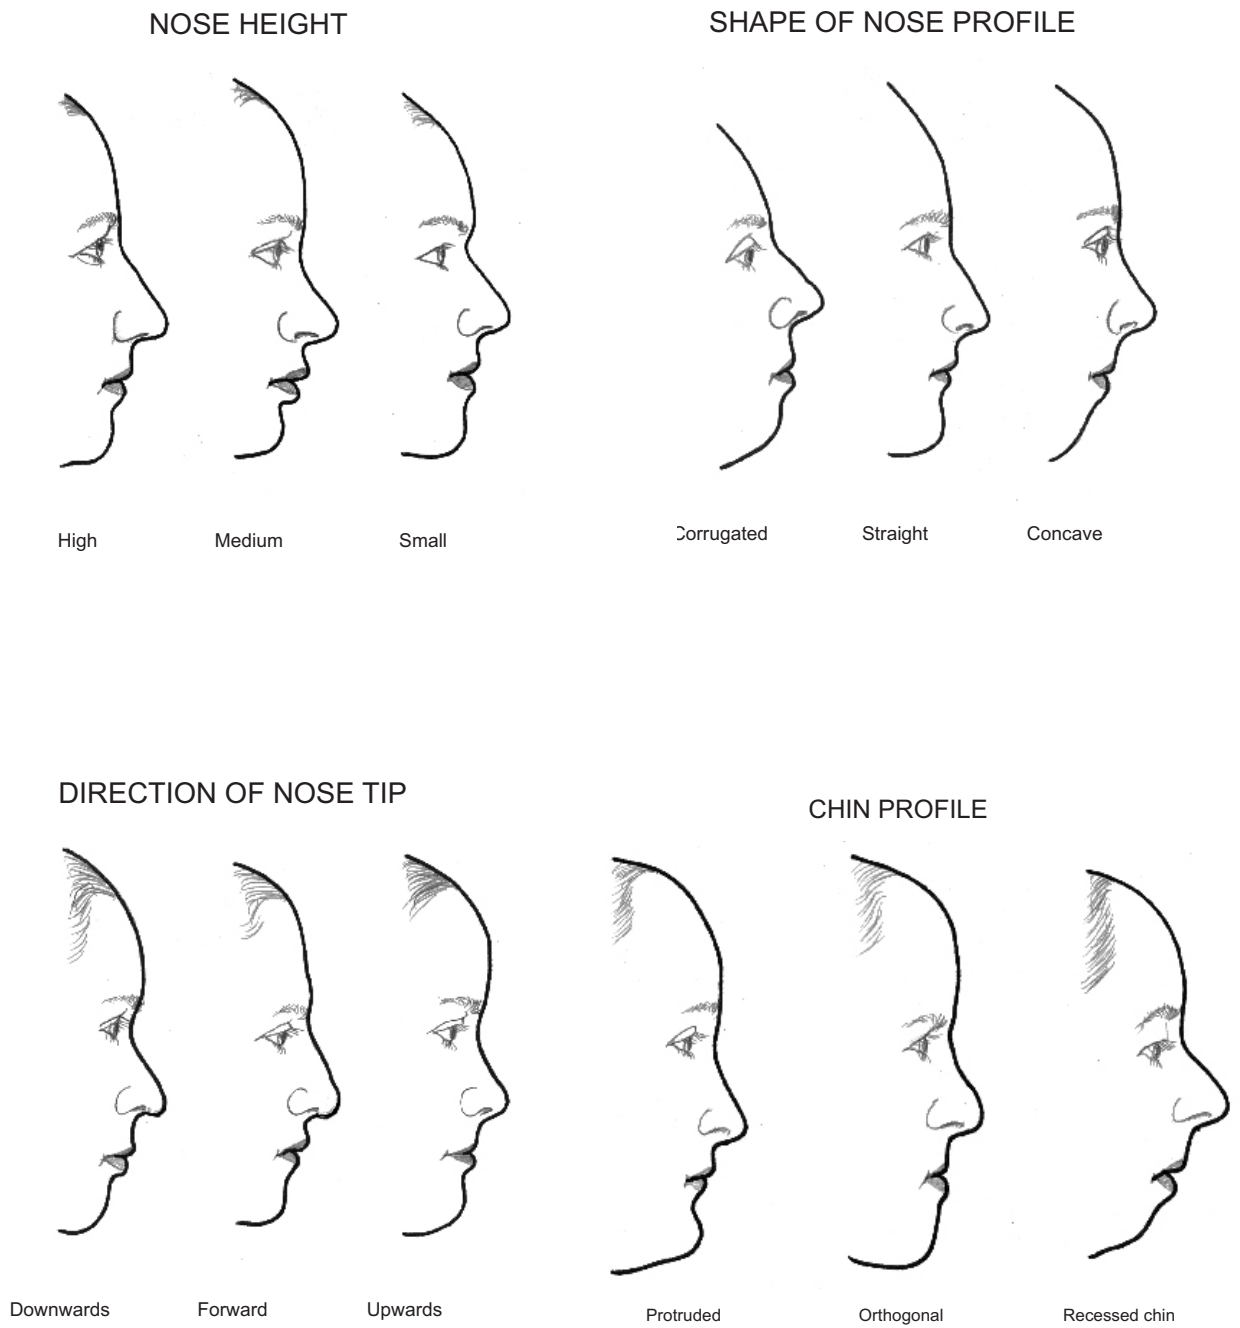 NOSE HEIGHT
High Medium Small
SHAPE OF NOSE PROFILE
Corrugated Straight Concave
DIRECTION OF NOSE TIP
Downwards Forward Upwards
CHIN PROFILE
Protruded Orthogonal Recessed chin